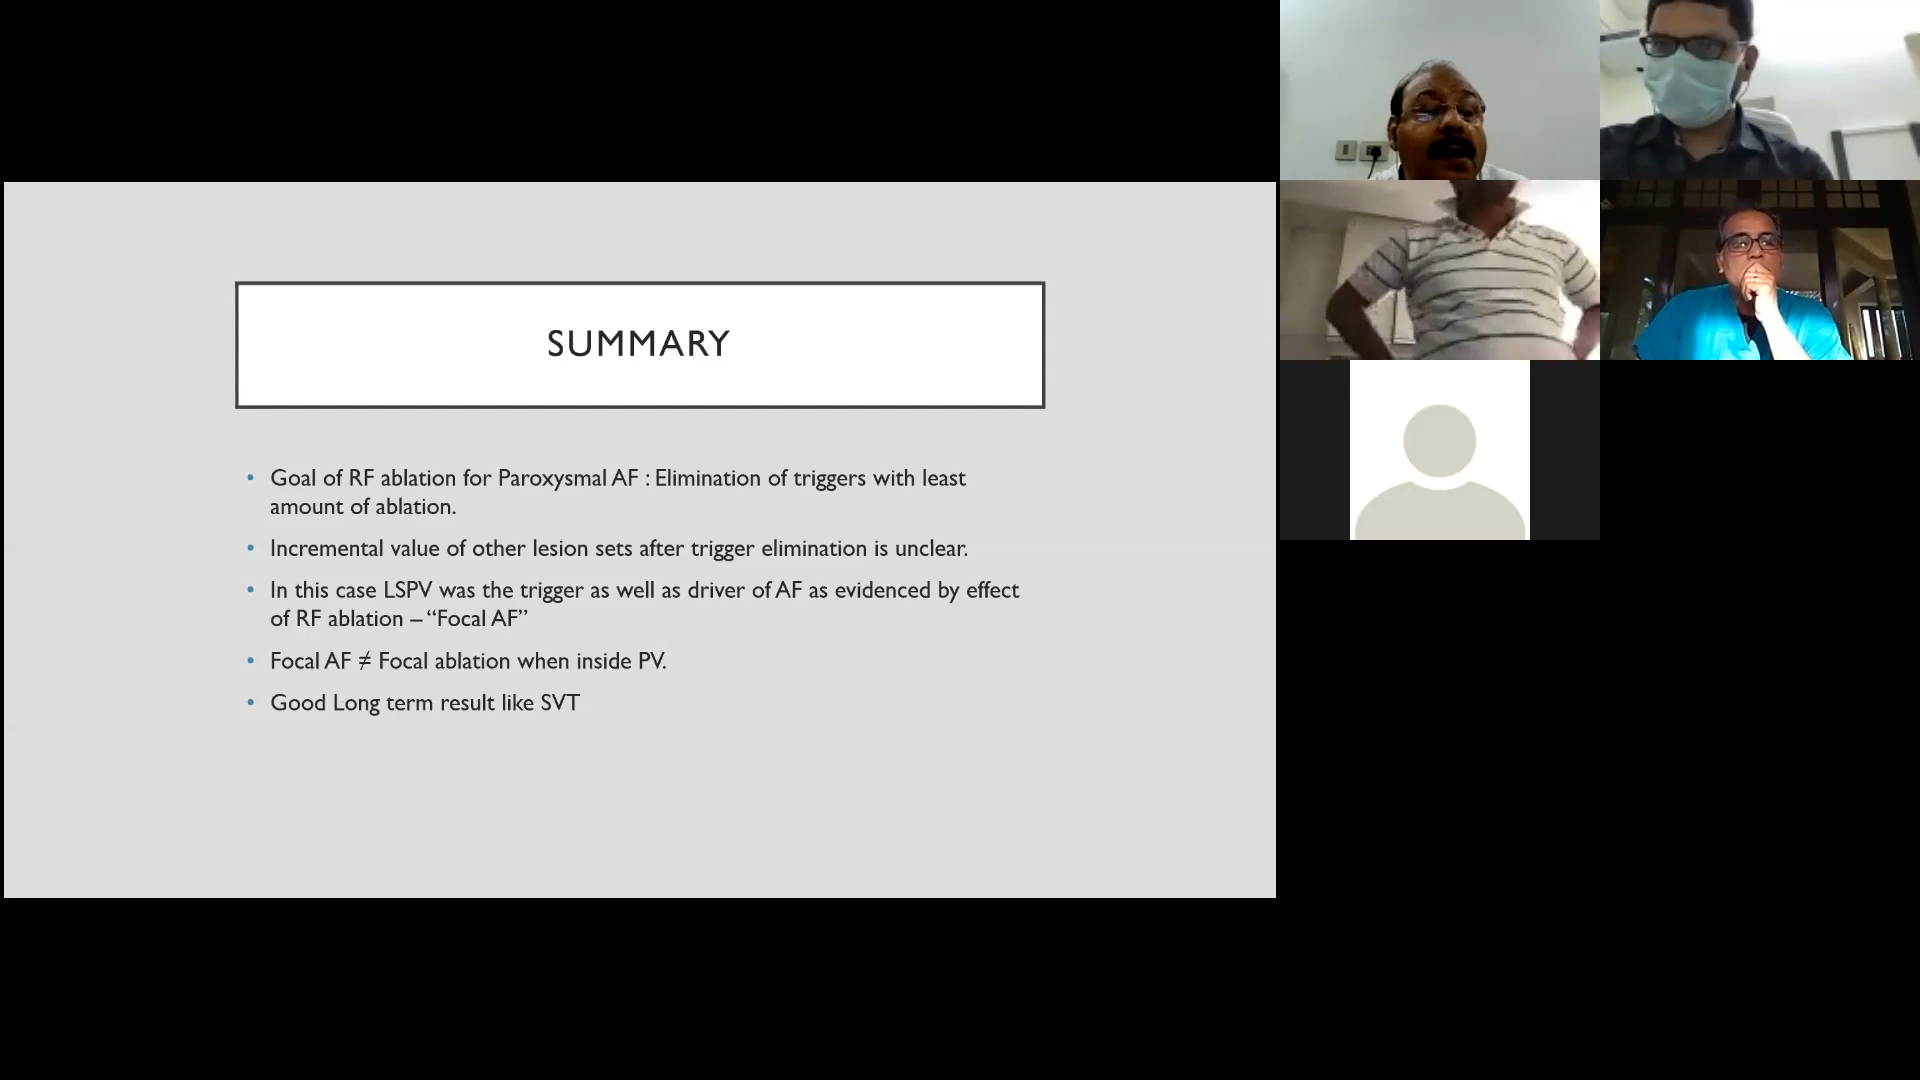 SUMMARY
• Goal of RF ablation for Paroxysmal AF : Elimination of triggers with least
amount of ablation.
• Incremental value of other lesion sets after trigger elimination is unclear.
• In this case LSPV was the trigger as well as driver of AF as evidenced by effect
of RF ablation – “Focal AF”
• Focal AF ≠ Focal ablation when inside PV.
• Good Long term result like SVT